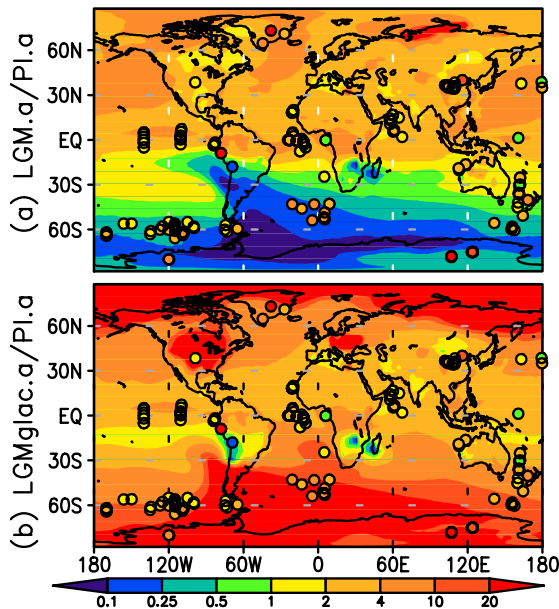 (a) LGM.a/PI.a
60N
30N
EQ
30S
60S
(b) LGMglac.a/PI.a
60N
30N
EQ
30S
60S
180 120W 60W 0 60E 120E 180
0.1 0.25 0.5 1 2 4 10 20